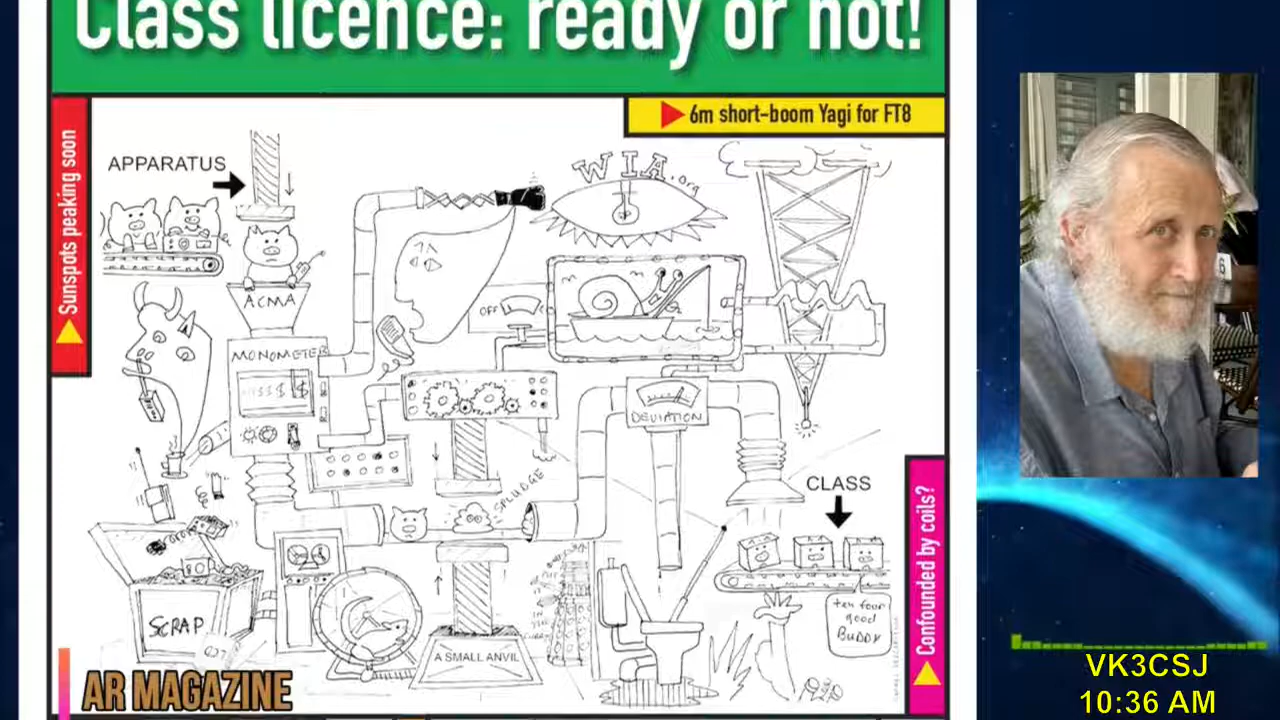 Class licence: ready or not!
6m short-boom Yagi for FT8
Sunspots peaking soon
APPARATUS
WIA.org
ACMA
OFF
MONOMETER
DEVIATION
SPLUDGE
CLASS
SCRAP
A SMALL ANVIL
ten four
good
BUDDY
Confounded by coils?
AR MAGAZINE
6
VK3CSJ
10:36 AM